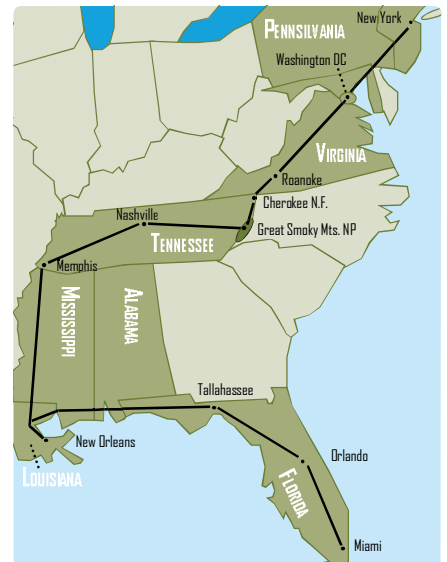 New York
PENNSILVANIA
Washington DC
VIRGINIA
Roanoke
Cherokee N.F.
Nashville
Great Smoky Mts. NP
TENNESSEE
Memphis
MISSISSIPPI
ALABAMA
Tallahassee
New Orleans
Orlando
LOUISIANA
FLORIDA
Miami